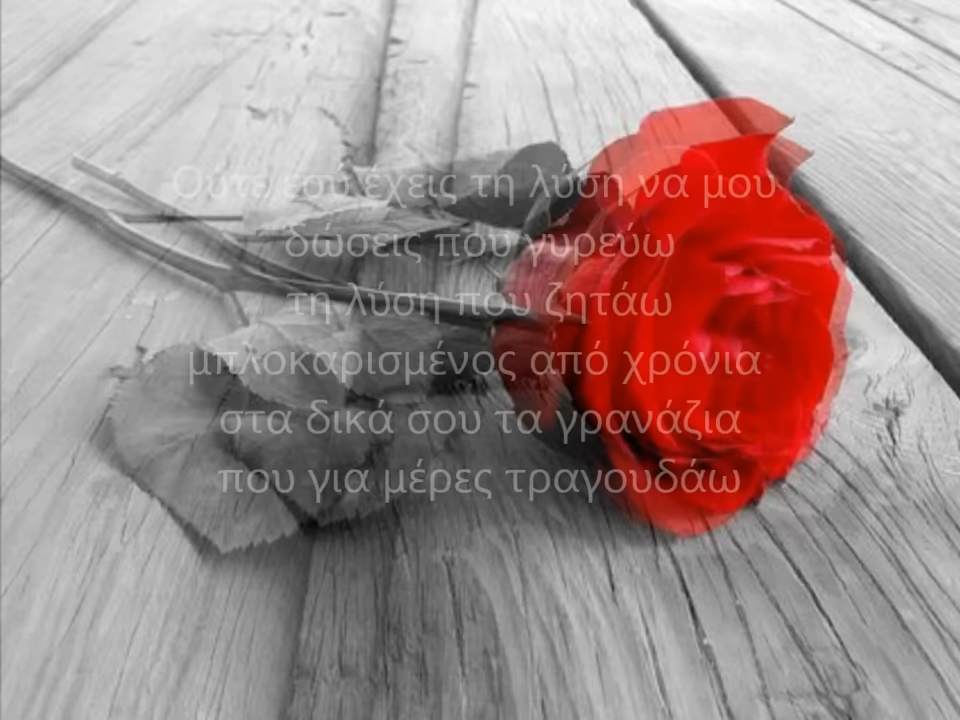 Ούτε εσύ έχεις τη λύση να μου
δώσεις που γυρεύω
τη λύση που ζητάω
μπλοκαρισμένος από χρόνια
στα δικά σου τα γρανάζια
που για μέρες τραγουδάω